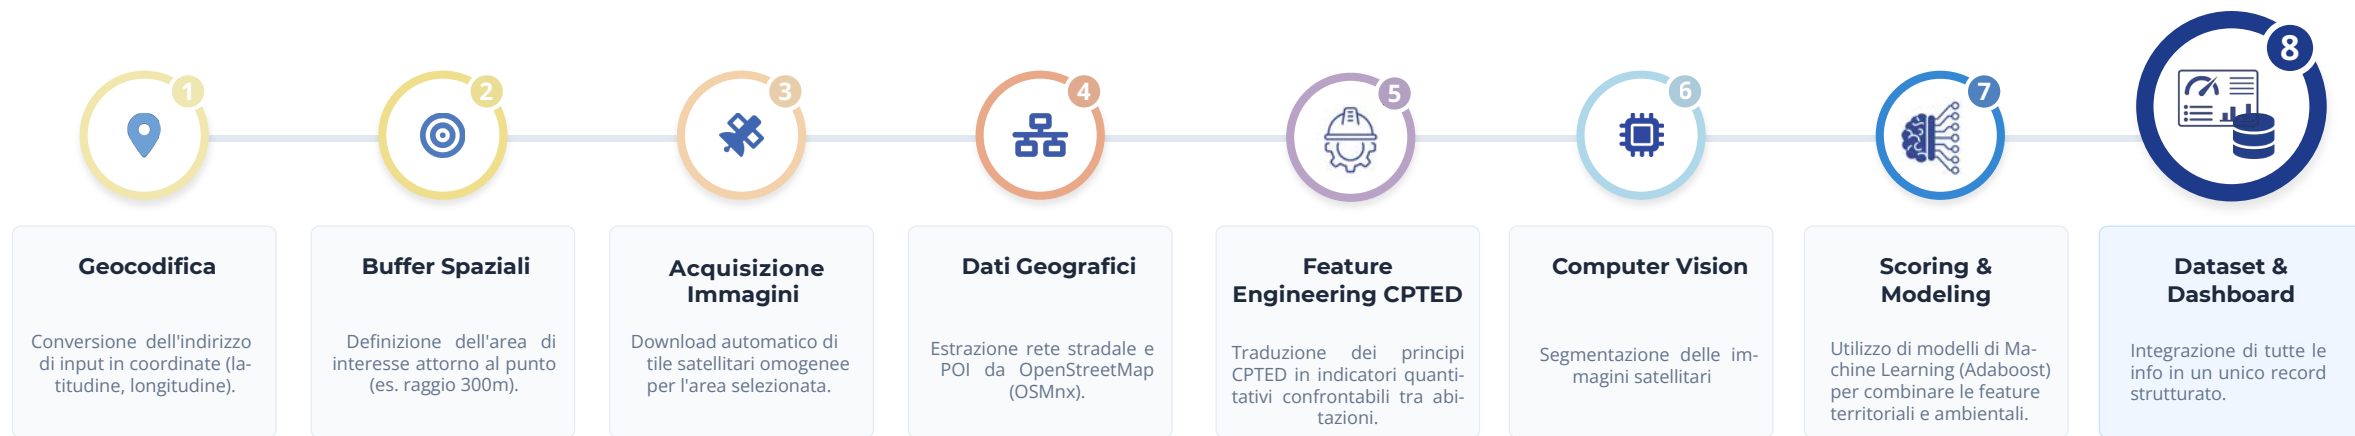 1
2
3
4
5
6
7
8
Geocodifica
Conversione dell'indirizzo
di input in coordinate (la-
titudine, longitudine).
Buffer Spaziali
Definizione dell'area di
interesse attorno al punto
(es. raggio 300m).
Acquisizione
Immagini
Download automatico di
tile satellitari omogenee
per l'area selezionata.
Dati Geografici
Estrazione rete stradale e
POI da OpenStreetMap
(OSMnx).
Feature
Engineering CPTED
Traduzione dei principi
CPTED in indicatori quanti-
tativi confrontabili tra abi-
tazioni.
Computer Vision
Segmentazione delle im-
magini satellitari
Scoring &
Modeling
Utilizzo di modelli di Ma-
chine Learning (Adaboost)
per combinare le feature
territoriali e ambientali.
Dataset &
Dashboard
Integrazione di tutte le
info in un unico record
strutturato.